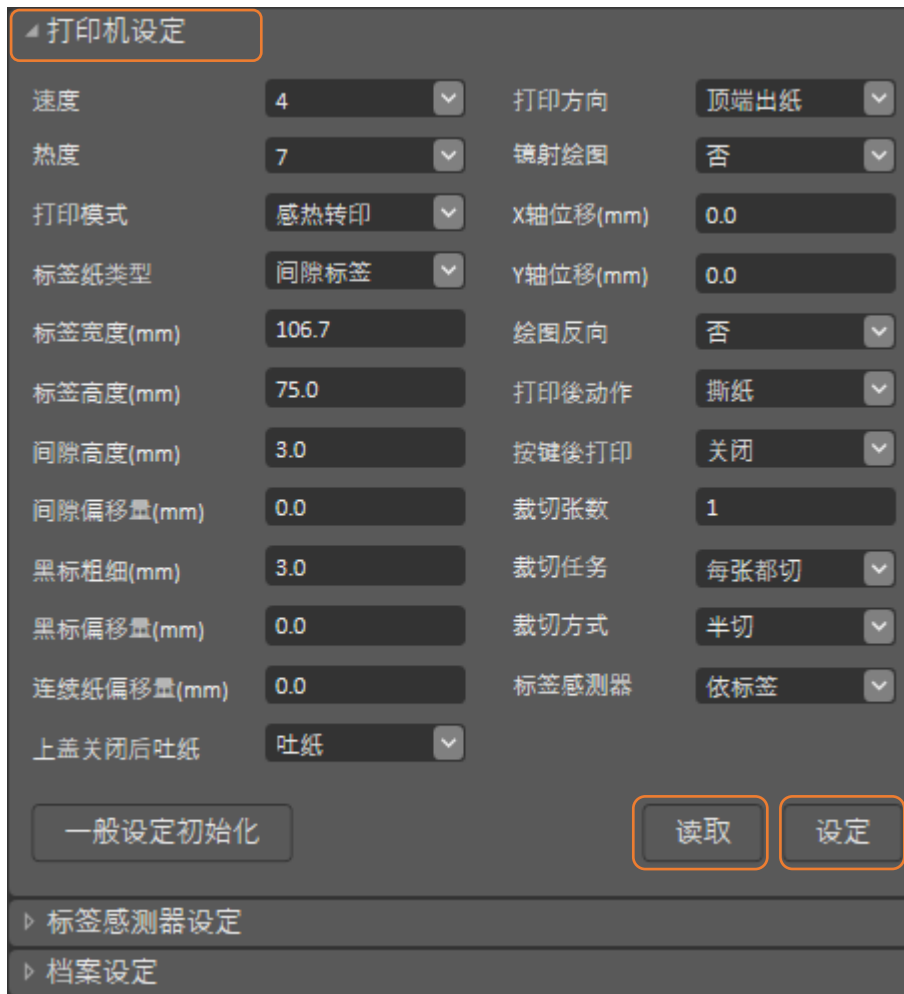 打印机设定
速度 4 打印方向 顶端出纸
热度 7 镜射绘图 否
打印模式 感热转印 X轴位移(mm) 0.0
标签纸类型 间隙标签 Y轴位移(mm) 0.0
标签宽度(mm) 106.7 绘图反向 否
标签高度(mm) 75.0 打印後动作 撕纸
间隙高度(mm) 3.0 按键後打印 关闭
间隙偏移量(mm) 0.0 裁切张数 1
黑标粗细(mm) 3.0 裁切任务 每张都切
黑标偏移量(mm) 0.0 裁切方式 半切
连续纸偏移量(mm) 0.0 标签感测器 依标签
上盖关闭后吐纸 吐纸
一般设定初始化 读取 设定
标签感测器设定
档案设定